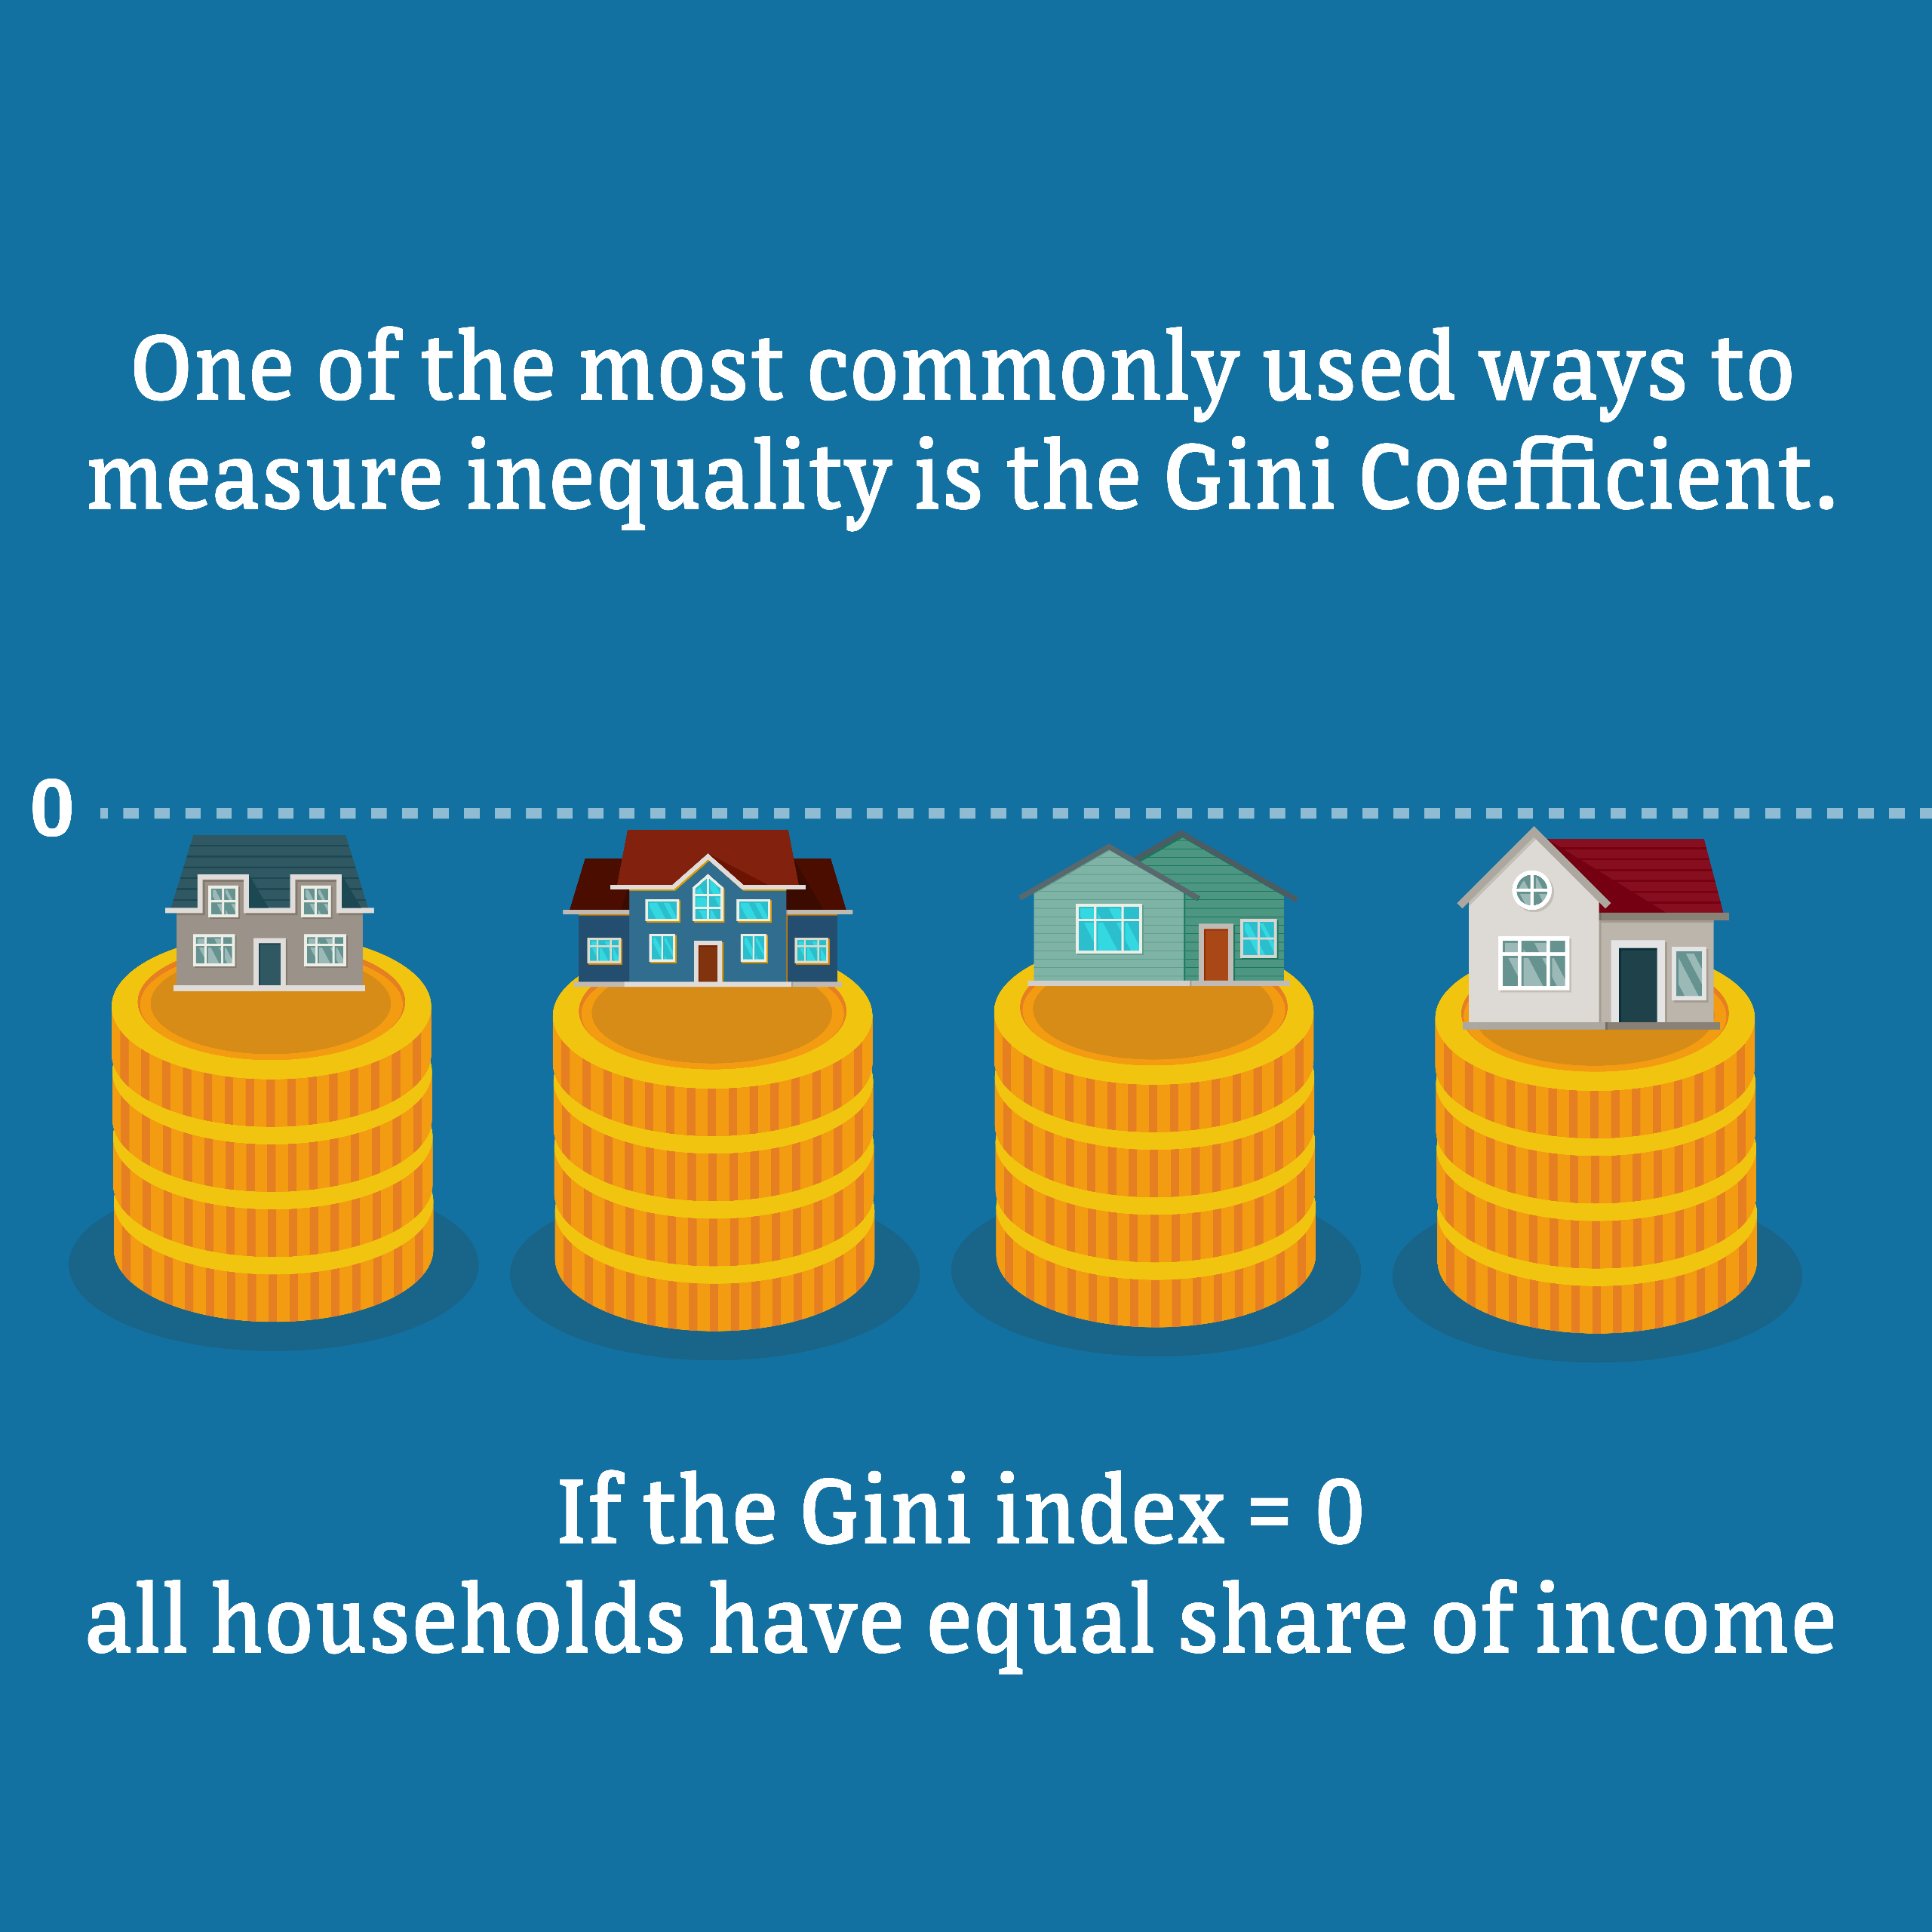 One of the most commonly used ways to
measure inequality is the Gini Coefficient.
0
If the Gini index = 0
all households have equal share of income